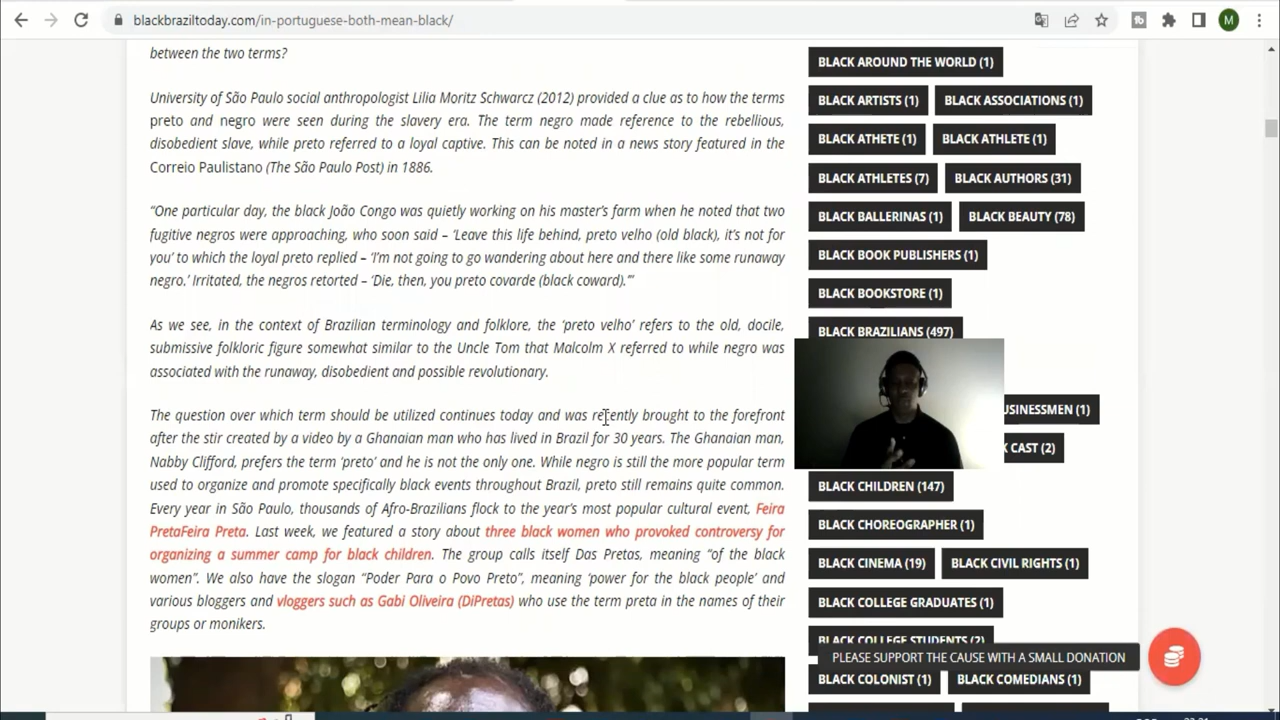 blackbraziltoday.com/in-portuguese-both-mean-black/
M
between the two terms?
University of São Paulo social anthropologist Lilia Moritz Schwarcz (2012) provided a clue as to how the terms
preto and negro were seen during the slavery era. The term negro made reference to the rebellious,
disobedient slave, while preto referred to a loyal captive. This can be noted in a news story featured in the
Correio Paulistano (The São Paulo Post) in 1886.
“One particular day, the black João Congo was quietly working on his master’s farm when he noted that two
fugitive negros were approaching, who soon said – ‘Leave this life behind, preto velho (old black), it’s not for
you’ to which the loyal preto replied – ‘I’m not going to go wandering about here and there like some runaway
negro.’ Irritated, the negros retorted – ‘Die, then, you preto covarde (black coward).’”
As we see, in the context of Brazilian terminology and folklore, the ‘preto velho’ refers to the old, docile,
submissive folkloric figure somewhat similar to the Uncle Tom that Malcolm X referred to while negro was
associated with the runaway, disobedient and possible revolutionary.
The question over which term should be utilized continues today and was recently brought to the forefront
after the stir created by a video by a Ghanaian man who has lived in Brazil for 30 years. The Ghanaian man,
Nabby Clifford, prefers the term ‘preto’ and he is not the only one. While negro is still the more popular term
used to organize and promote specifically black events throughout Brazil, preto still remains quite common.
Every year in São Paulo, thousands of Afro-Brazilians flock to the year’s most popular cultural event, Feira
PretaFeira Preta. Last week, we featured a story about three black women who provoked controversy for
organizing a summer camp for black children. The group calls itself Das Pretas, meaning “of the black
women”. We also have the slogan “Poder Para o Povo Preto”, meaning ‘power for the black people’ and
various bloggers and vloggers such as Gabi Oliveira (DiPretas) who use the term preta in the names of their
groups or monikers.
BLACK AROUND THE WORLD (1)
BLACK ARTISTS (1) BLACK ASSOCIATIONS (1)
BLACK ATHETE (1) BLACK ATHLETE (1)
BLACK ATHLETES (7) BLACK AUTHORS (31)
BLACK BALLERINAS (1) BLACK BEAUTY (78)
BLACK BOOK PUBLISHERS (1)
BLACK BOOKSTORE (1)
BLACK BRAZILIANS (497)
USINESSMEN (1)
CAST (2)
BLACK CHILDREN (147)
BLACK CHOREOGRAPHER (1)
BLACK CINEMA (19) BLACK CIVIL RIGHTS (1)
BLACK COLLEGE GRADUATES (1)
BLACK COLLEGE STUDENTS (2)
PLEASE SUPPORT THE CAUSE WITH A SMALL DONATION
BLACK COLONIST (1) BLACK COMEDIANS (1)